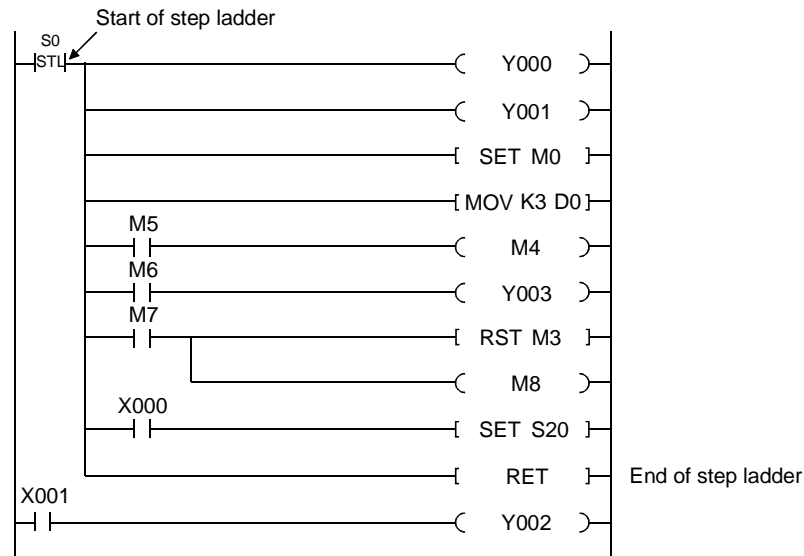 Start of step ladder
S0
STL
Y000
Y001
SET M0
MOV K3 D0
M5
M4
M6
Y003
M7
RST M3
M8
X000
SET S20
RET End of step ladder
X001
Y002